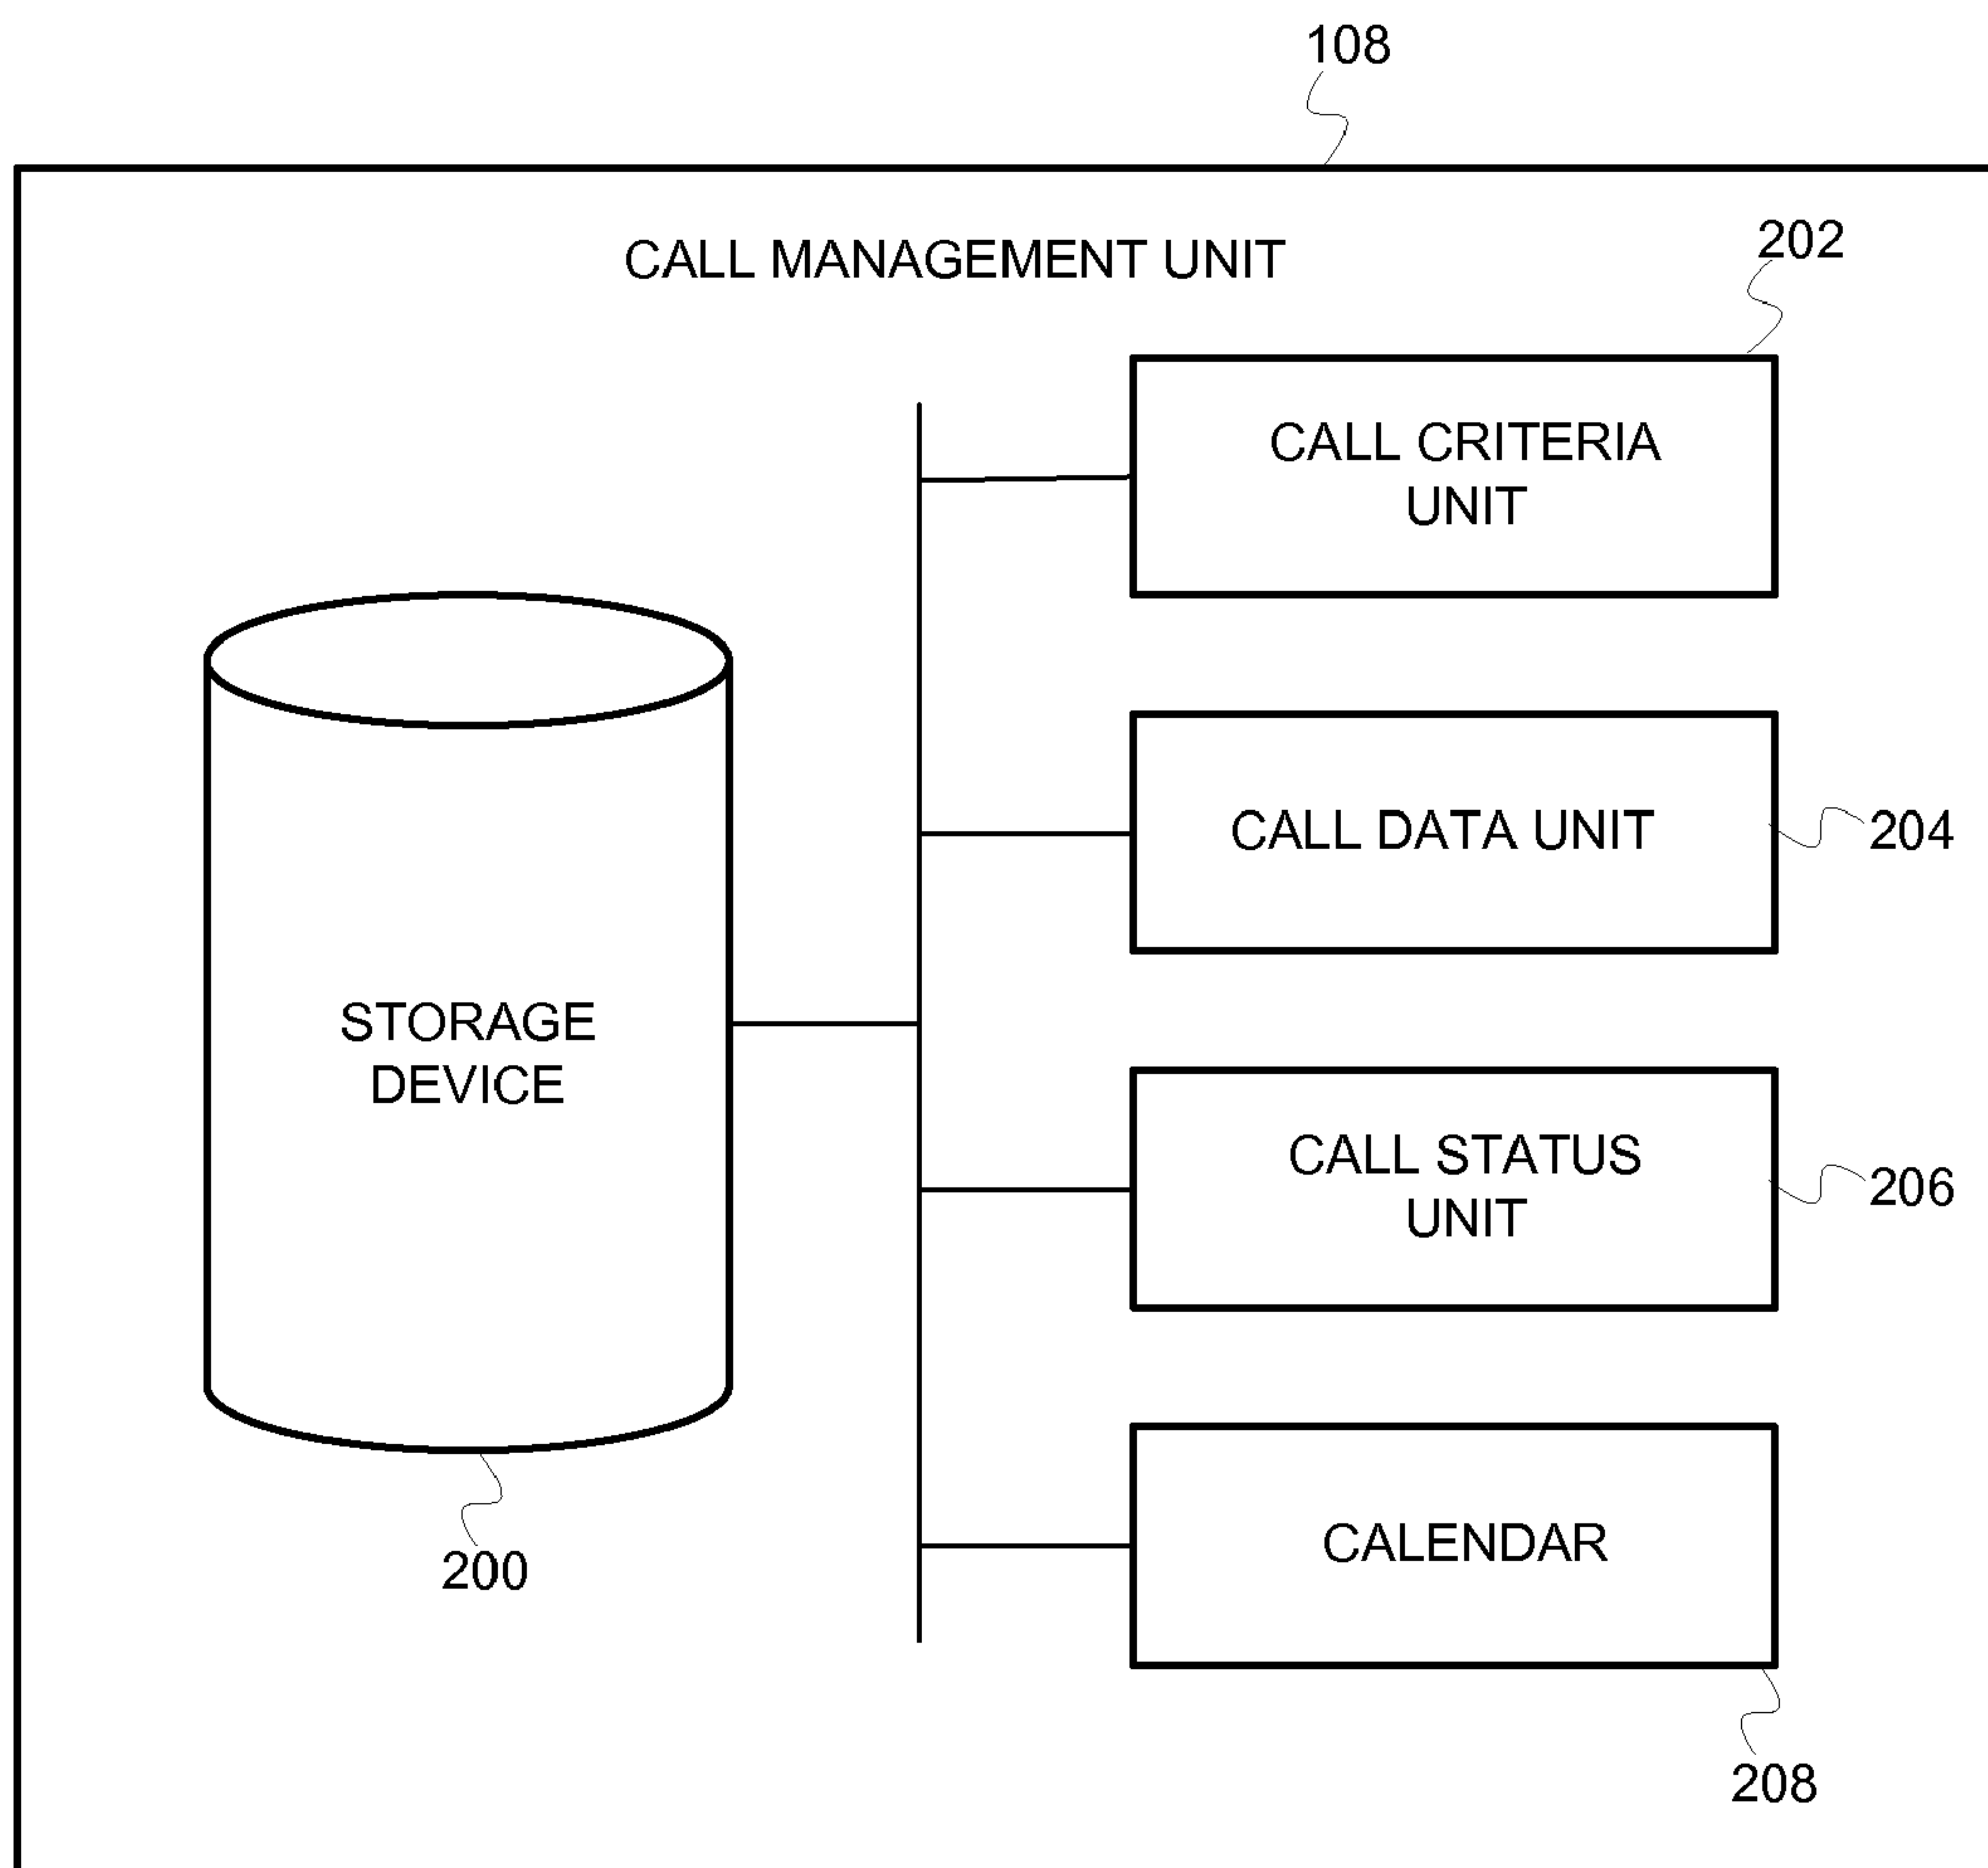 108
CALL MANAGEMENT UNIT
202
CALL CRITERIA
UNIT
CALL DATA UNIT
204
STORAGE
DEVICE
CALL STATUS
UNIT
206
CALENDAR
200
208